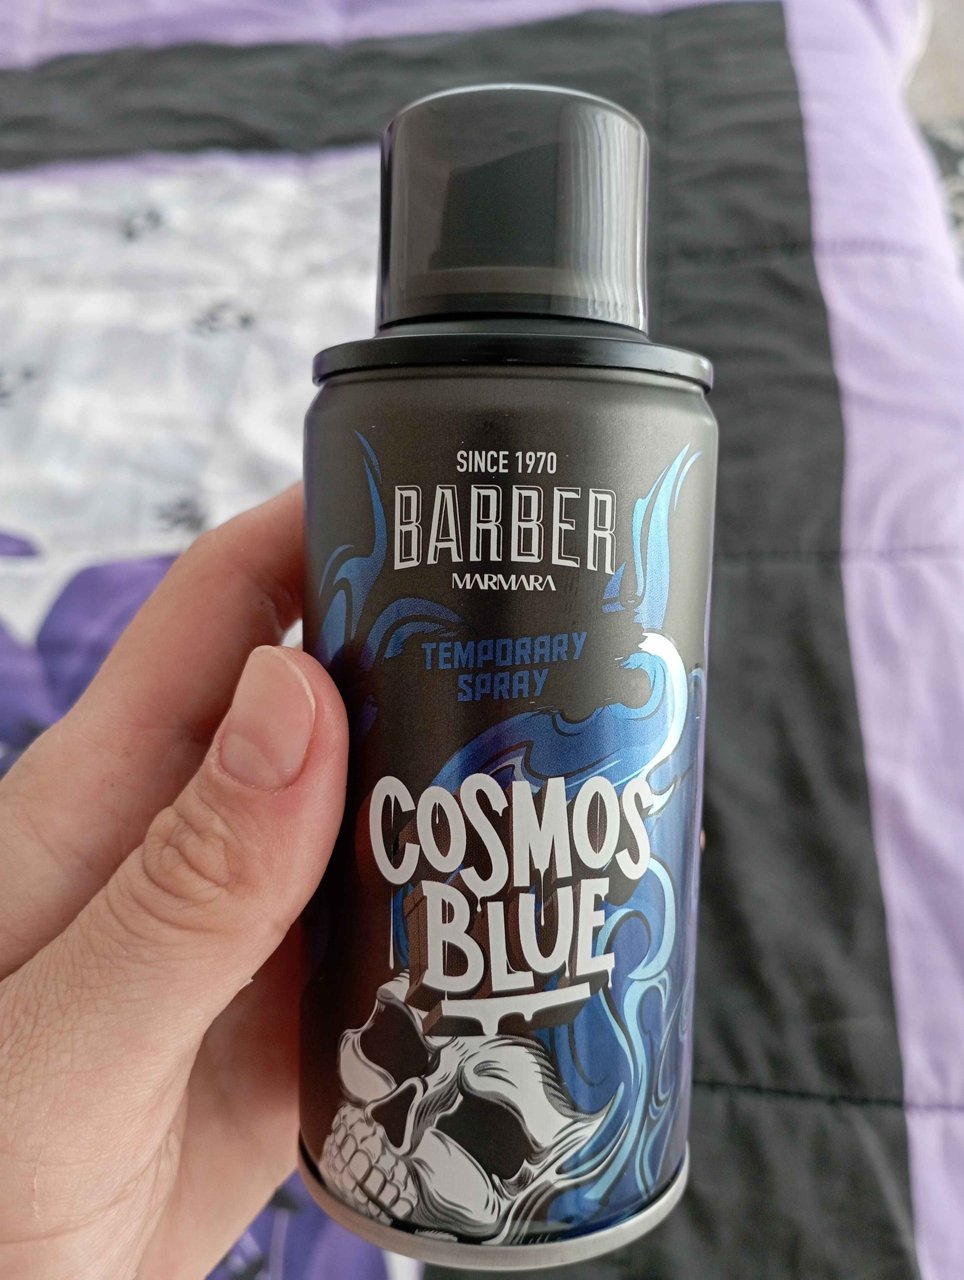 SINCE 1970
BARBER
MARMARA
TEMPORARY
SPRAY
COSMOS
BLUE